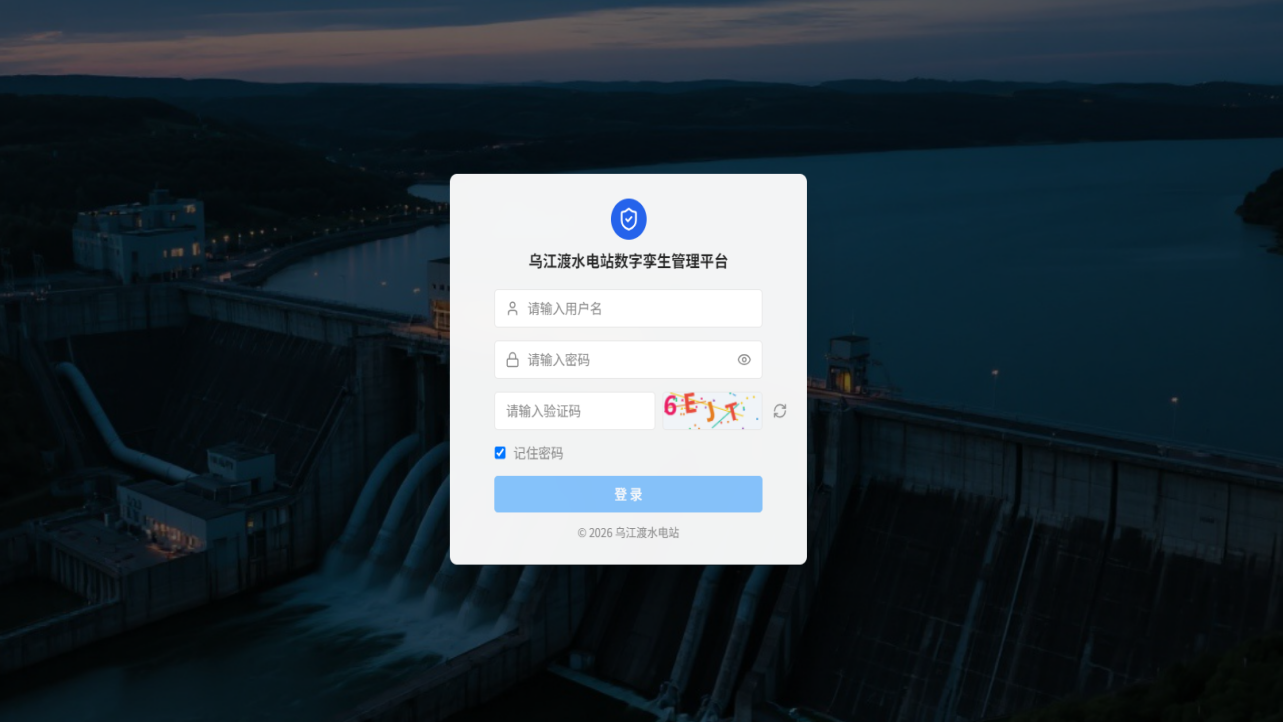 乌江渡水电站数字孪生管理平台
请输入用户名
请输入密码
请输入验证码
6EJT
记住密码
登录
© 2026 乌江渡水电站